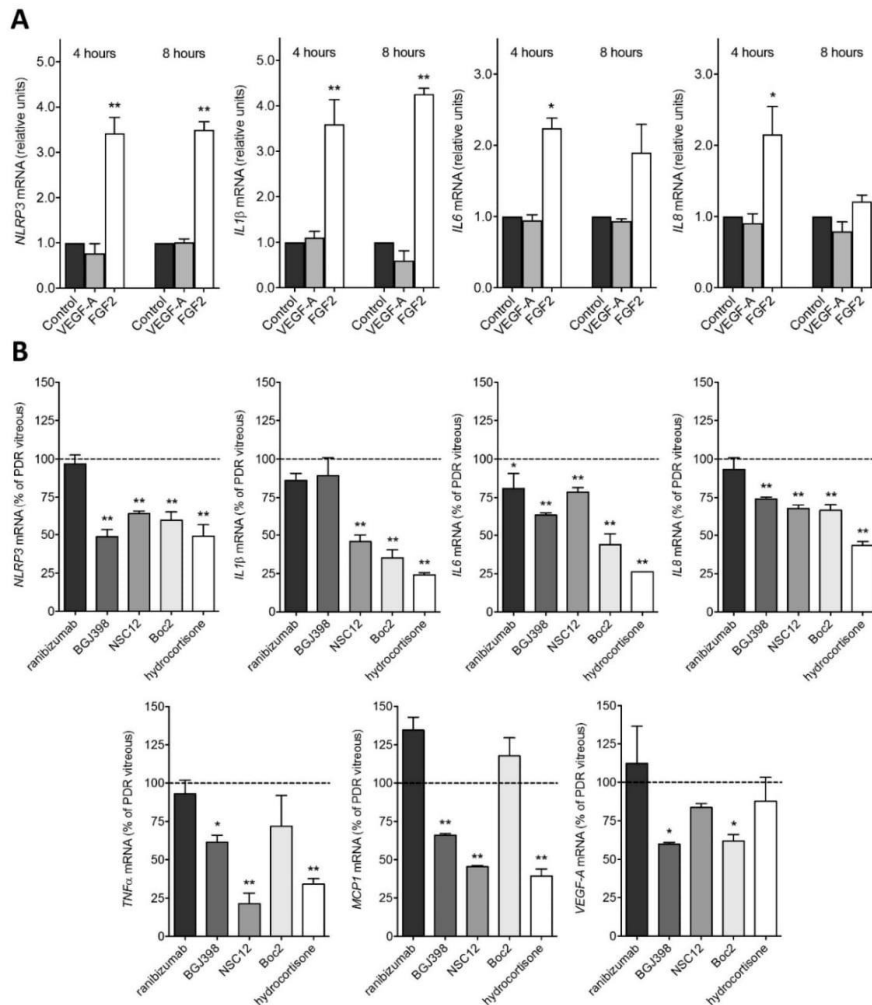 A
4 hours 8 hours
NLRP3 mRNA (relative units)
5.0
4.0
3.0
2.0
1.0
0.0
** **
Control VEGF-A FGF2 Control VEGF-A FGF2
4 hours 8 hours
IL1β mRNA (relative units)
5.0
4.0
3.0
2.0
1.0
0.0
** **
Control VEGF-A FGF2 Control VEGF-A FGF2
4 hours 8 hours
IL6 mRNA (relative units)
3.0
2.0
1.0
0.0
*
Control VEGF-A FGF2 Control VEGF-A FGF2
4 hours 8 hours
IL8 mRNA (relative units)
3.0
2.0
1.0
0.0
*
Control VEGF-A FGF2 Control VEGF-A FGF2
B
NLRP3 mRNA (% of PDR vitreous)
150
125
100
75
50
25
0
** ** ** **
ranibizumab BGJ398 NSC12 Boc2 hydrocortisone
IL1β mRNA (% of PDR vitreous)
150
125
100
75
50
25
0
** ** **
ranibizumab BGJ398 NSC12 Boc2 hydrocortisone
IL6 mRNA (% of PDR vitreous)
150
125
100
75
50
25
0
* ** ** ** **
ranibizumab BGJ398 NSC12 Boc2 hydrocortisone
IL8 mRNA (% of PDR vitreous)
150
125
100
75
50
25
0
** ** ** **
ranibizumab BGJ398 NSC12 Boc2 hydrocortisone
TNFα mRNA (% of PDR vitreous)
150
125
100
75
50
25
0
* ** **
ranibizumab BGJ398 NSC12 Boc2 hydrocortisone
MCP1 mRNA (% of PDR vitreous)
150
125
100
75
50
25
0
** ** **
ranibizumab BGJ398 NSC12 Boc2 hydrocortisone
VEGF-A mRNA (% of PDR vitreous)
150
125
100
75
50
25
0
* *
ranibizumab BGJ398 NSC12 Boc2 hydrocortisone